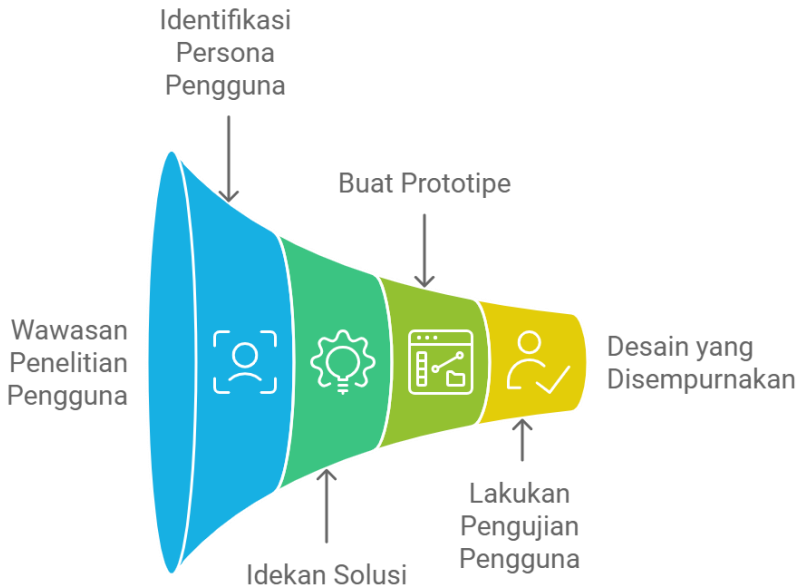 Identifikasi
Persona
Pengguna
Buat Prototipe
Wawasan
Penelitian
Pengguna
Desain yang
Disempurnakan
Lakukan
Pengujian
Pengguna
Idekan Solusi